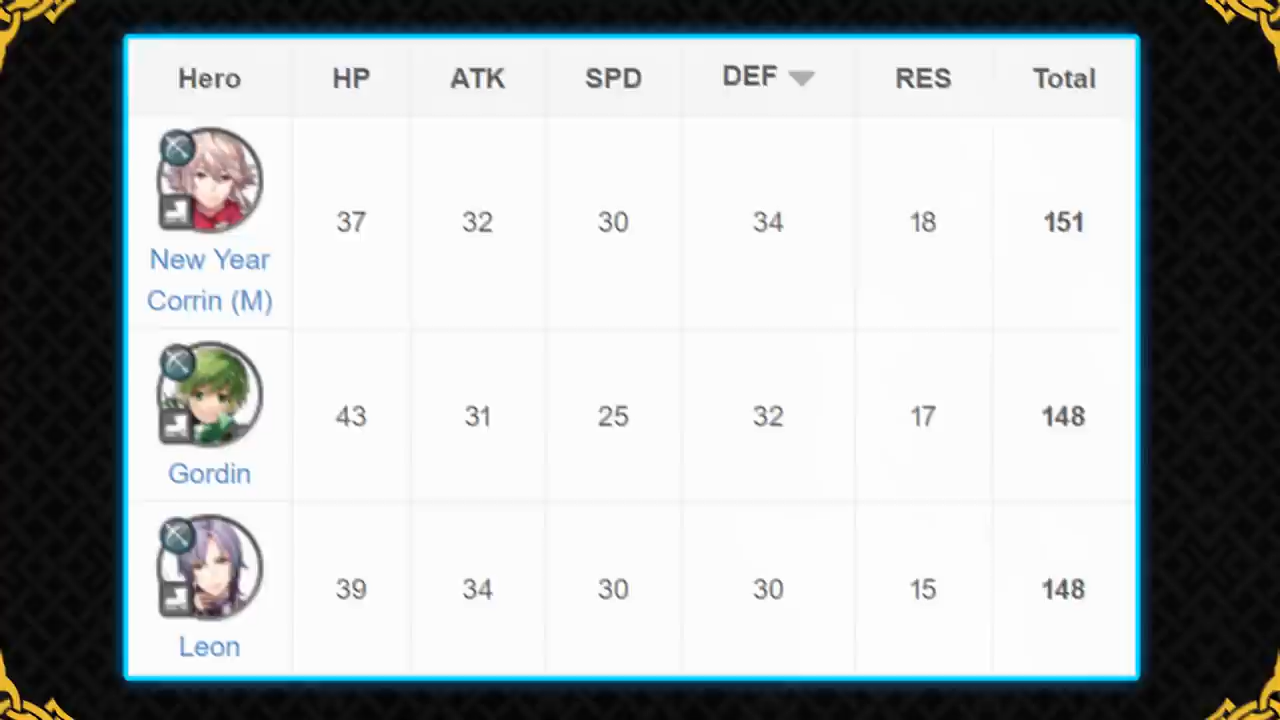 Hero HP ATK SPD DEF RES Total
New Year
Corrin (M)
37 32 30 34 18 151
Gordin
43 31 25 32 17 148
Leon
39 34 30 30 15 148